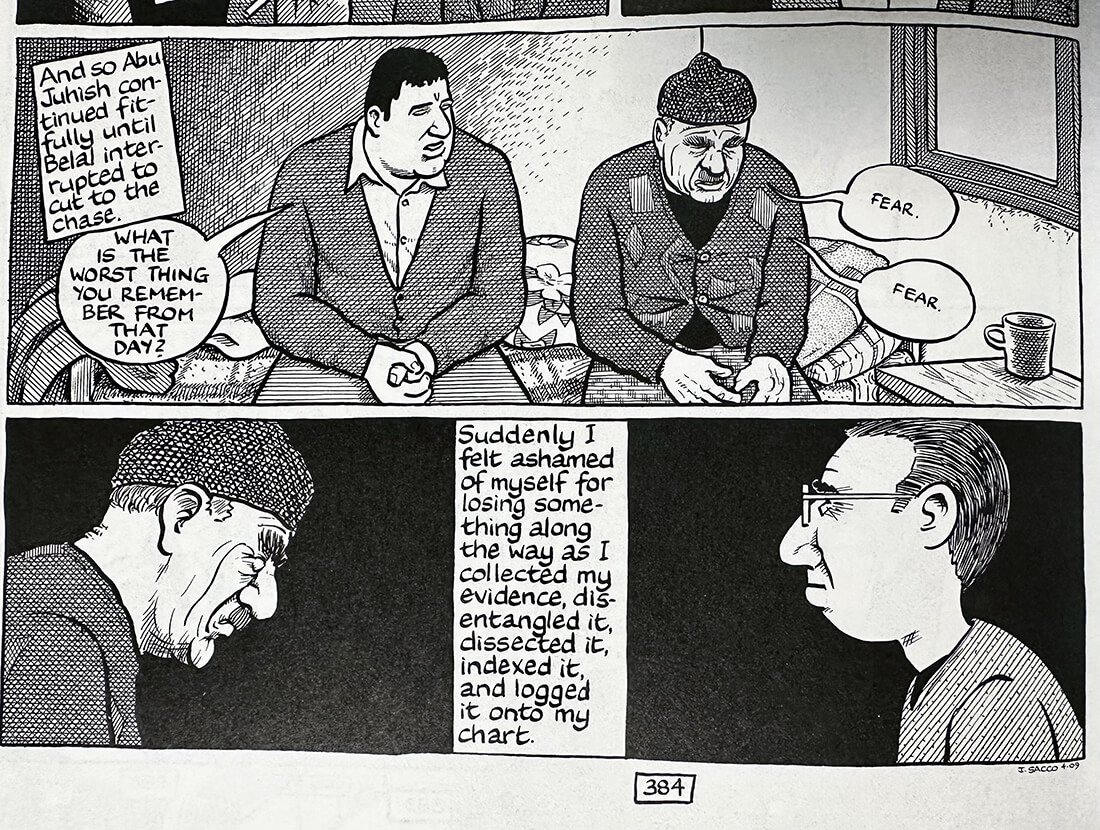 And so Abu
Juhish con-
tinued fit-
fully until
Belal inter-
rupted to
cut to the
chase.
WHAT
IS THE
WORST THING
YOU REMEM-
BER FROM
THAT
DAY?
FEAR.
FEAR.
Suddenly I
felt ashamed
of myself for
losing some-
thing along
the way as I
collected my
evidence, dis-
entangled it,
dissected it,
indexed it,
and logged
it onto my
chart.
J. SACCO 4-09
384